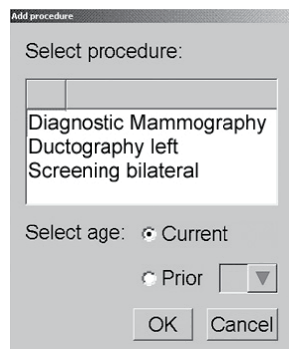 Add procedure
Select procedure:
Diagnostic Mammography
Ductography left
Screening bilateral
Select age: Current
Prior
OK Cancel